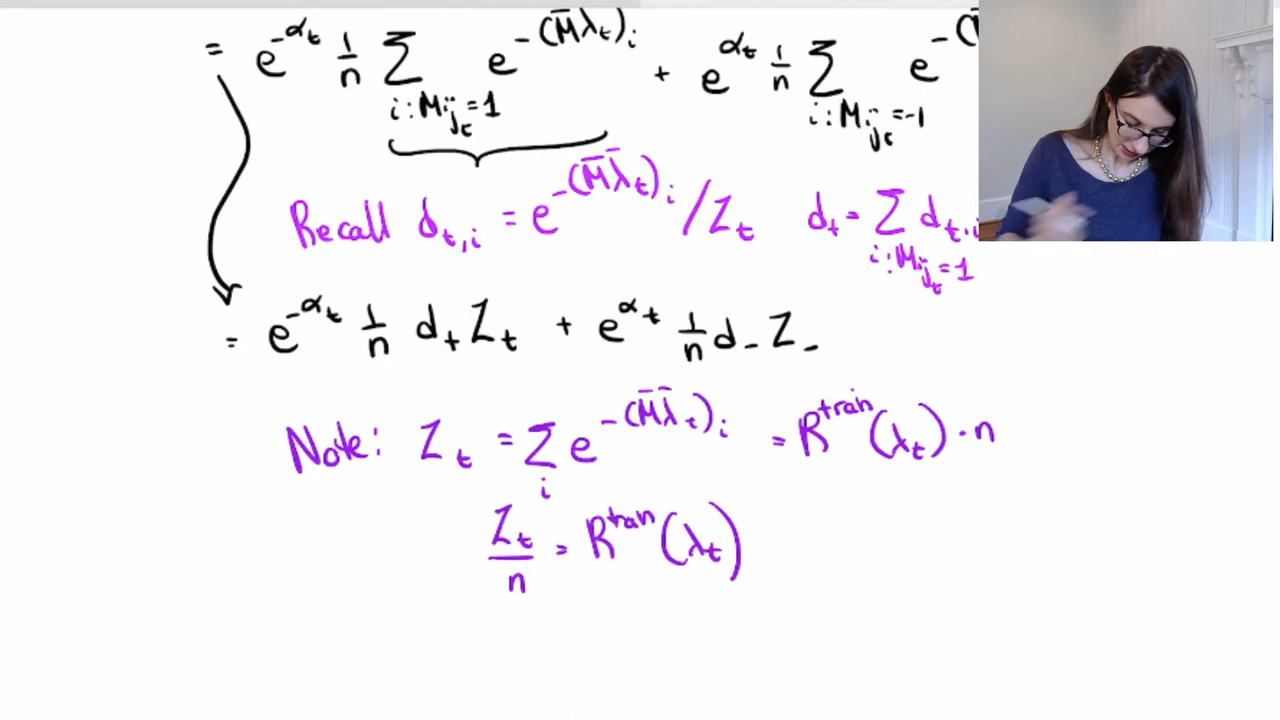 = e^{-α_t} 1/n Σ_{i:M_{ij_t}=1} e^{-(M̄λ_t)_i} + e^{α_t} 1/n Σ_{i:M_{ij_t}=-1} e^{-(M̄
Recall d_{t,i} = e^{-(M̄λ̄_t)_i} / Z_t d_+ = Σ_{i:M_{ij_t}=1} d_{t,i}
= e^{-α_t} 1/n d_+ Z_t + e^{α_t} 1/n d_- Z_-
Note: Z_t = Σ_i e^{-(M̄λ̄_t)_i} = R^{train}(λ_t)·n
Z_t/n = R^{train}(λ_t)